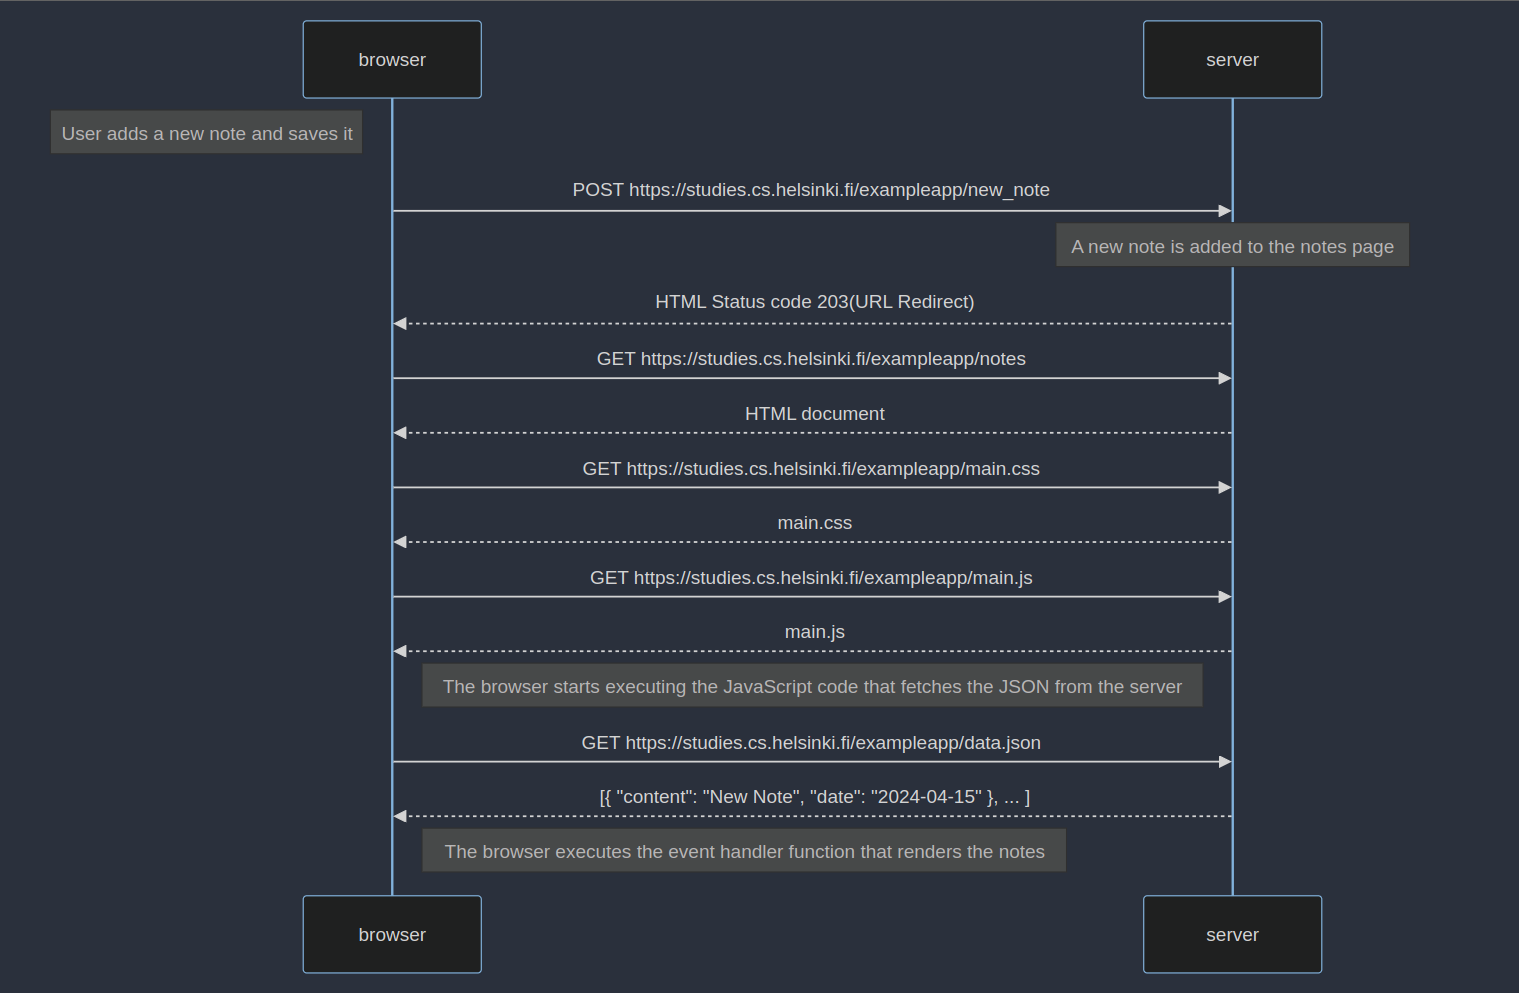 browser
server
User adds a new note and saves it
POST https://studies.cs.helsinki.fi/exampleapp/new_note
A new note is added to the notes page
HTML Status code 203(URL Redirect)
GET https://studies.cs.helsinki.fi/exampleapp/notes
HTML document
GET https://studies.cs.helsinki.fi/exampleapp/main.css
main.css
GET https://studies.cs.helsinki.fi/exampleapp/main.js
main.js
The browser starts executing the JavaScript code that fetches the JSON from the server
GET https://studies.cs.helsinki.fi/exampleapp/data.json
[{ "content": "New Note", "date": "2024-04-15" }, ... ]
The browser executes the event handler function that renders the notes
browser
server